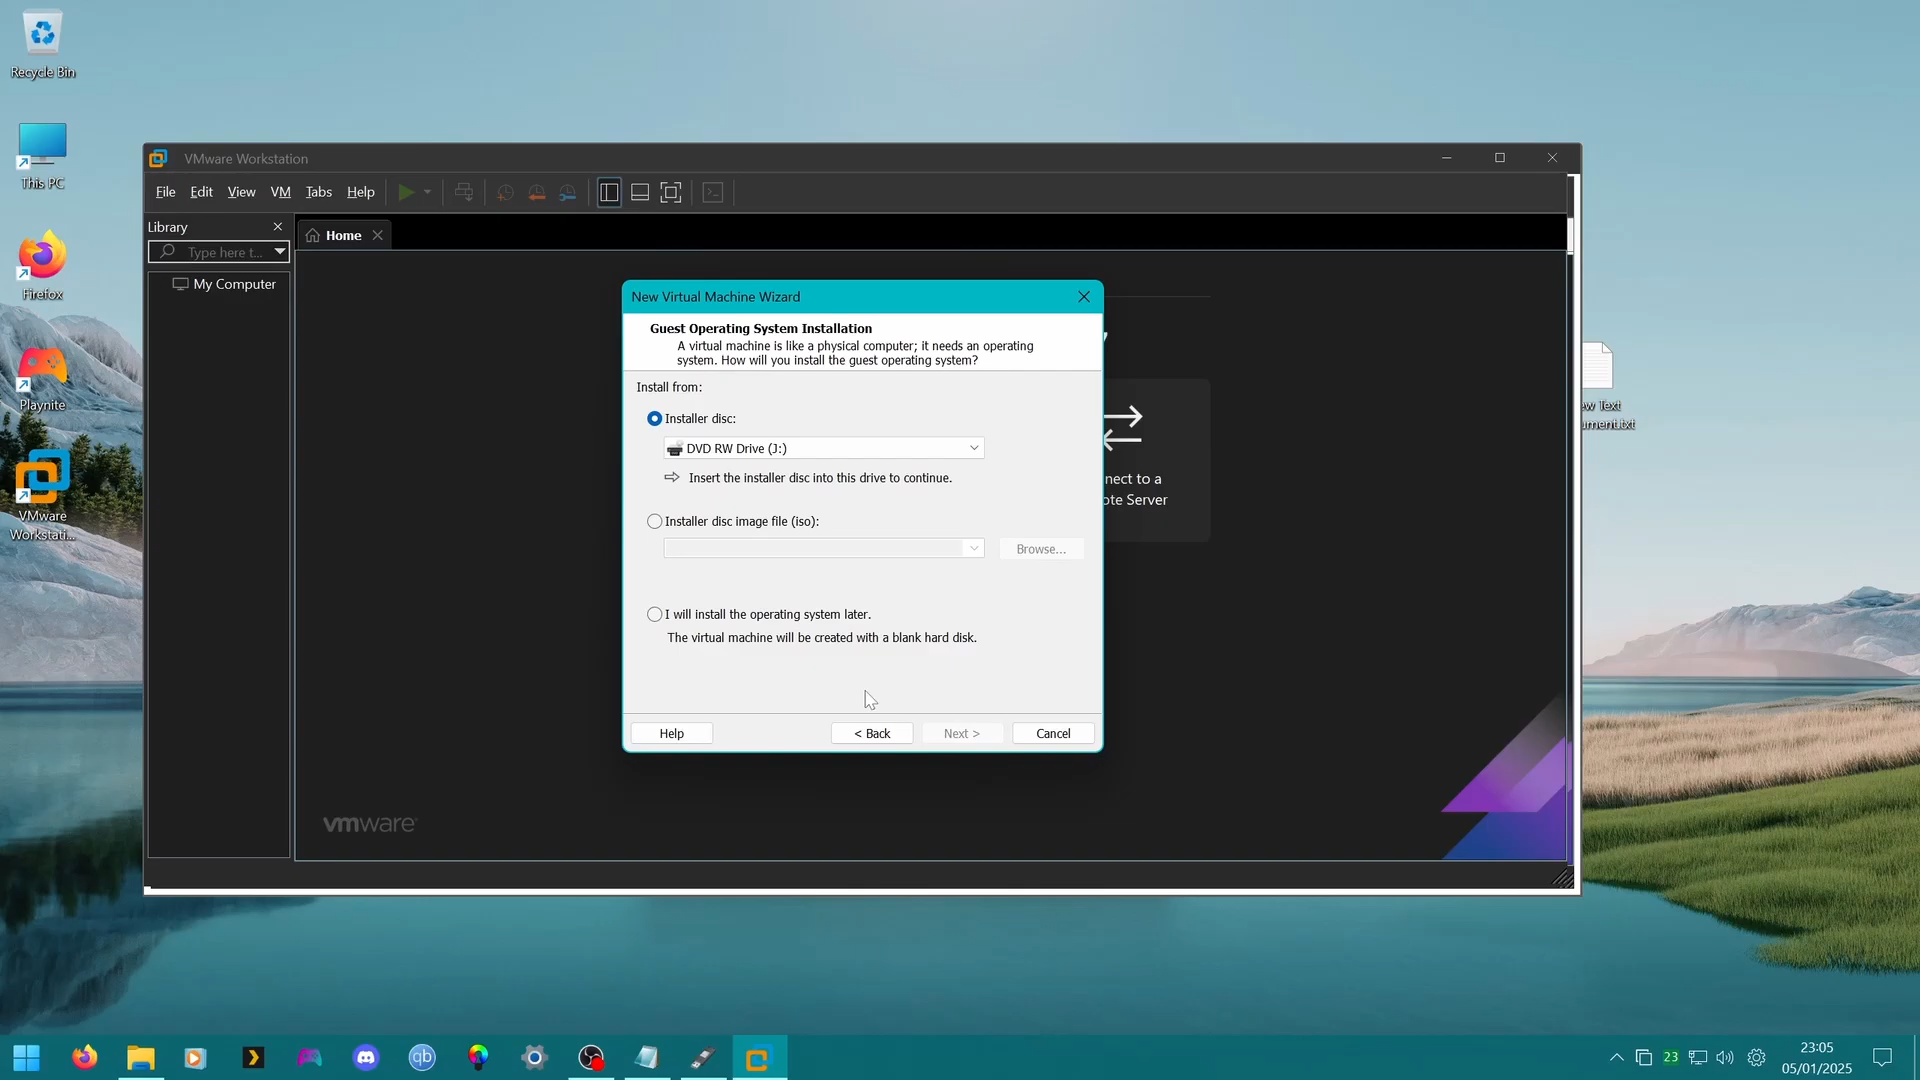 Recycle Bin
This PC
Firefox
Playnite
VMware
Workstati...
VMware Workstation
File Edit View VM Tabs Help
Library
Type here t...
My Computer
Home
New Virtual Machine Wizard
Guest Operating System Installation
A virtual machine is like a physical computer; it needs an operating
system. How will you install the guest operating system?
Install from:
Installer disc:
DVD RW Drive (J:)
Insert the installer disc into this drive to continue.
Installer disc image file (iso):
Browse...
I will install the operating system later.
The virtual machine will be created with a blank hard disk.
Help
< Back
Next >
Cancel
nect to a
ote Server
ew Text
ument.txt
vmware
qb
23
23:05
05/01/2025